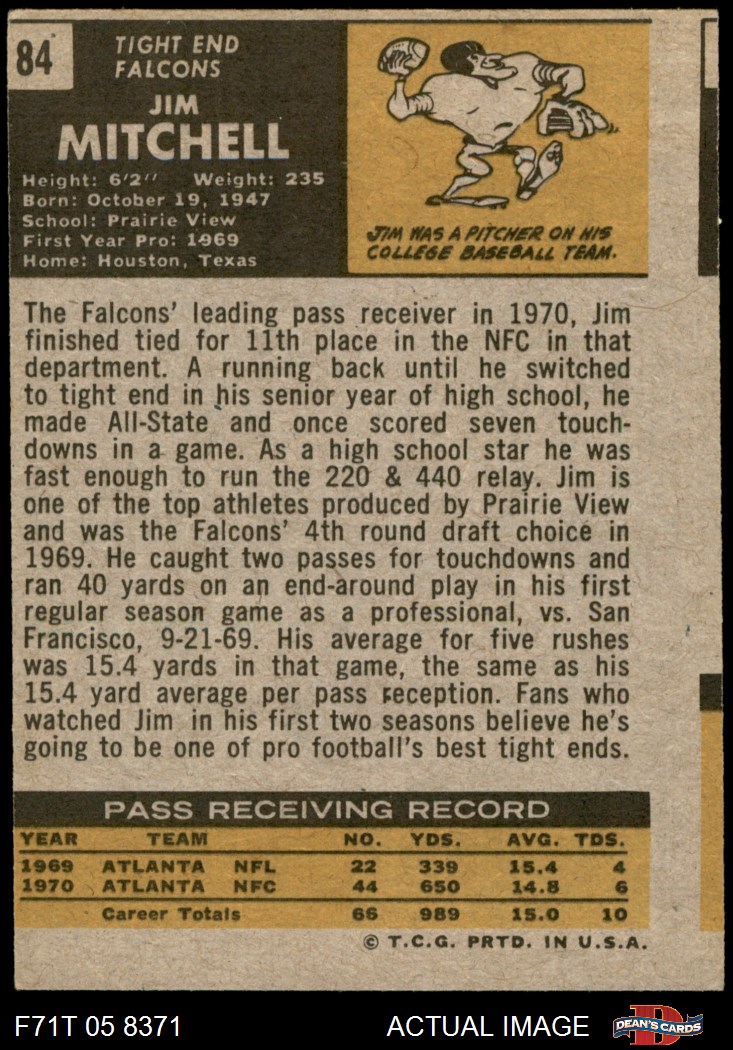 84
TIGHT END
FALCONS
JIM
MITCHELL
Height: 6'2" Weight: 235
Born: October 19, 1947
School: Prairie View
First Year Pro: 1969
Home: Houston, Texas
JIM WAS A PITCHER ON HIS
COLLEGE BASEBALL TEAM.
The Falcons' leading pass receiver in 1970, Jim
finished tied for 11th place in the NFC in that
department. A running back until he switched
to tight end in his senior year of high school, he
made All-State and once scored seven touch-
downs in a game. As a high school star he was
fast enough to run the 220 & 440 relay. Jim is
one of the top athletes produced by Prairie View
and was the Falcons' 4th round draft choice in
1969. He caught two passes for touchdowns and
ran 40 yards on an end-around play in his first
regular season game as a professional, vs. San
Francisco, 9-21-69. His average for five rushes
was 15.4 yards in that game, the same as his
15.4 yard average per pass reception. Fans who
watched Jim in his first two seasons believe he's
going to be one of pro football's best tight ends.
PASS RECEIVING RECORD
YEAR TEAM NO. YDS. AVG. TDS.
1969 ATLANTA NFL 22 339 15.4 4
1970 ATLANTA NFC 44 650 14.8 6
Career Totals 66 989 15.0 10
© T.C.G. PRTD. IN U.S.A.
F71T 05 8371 ACTUAL IMAGE DEAN'S CARDS